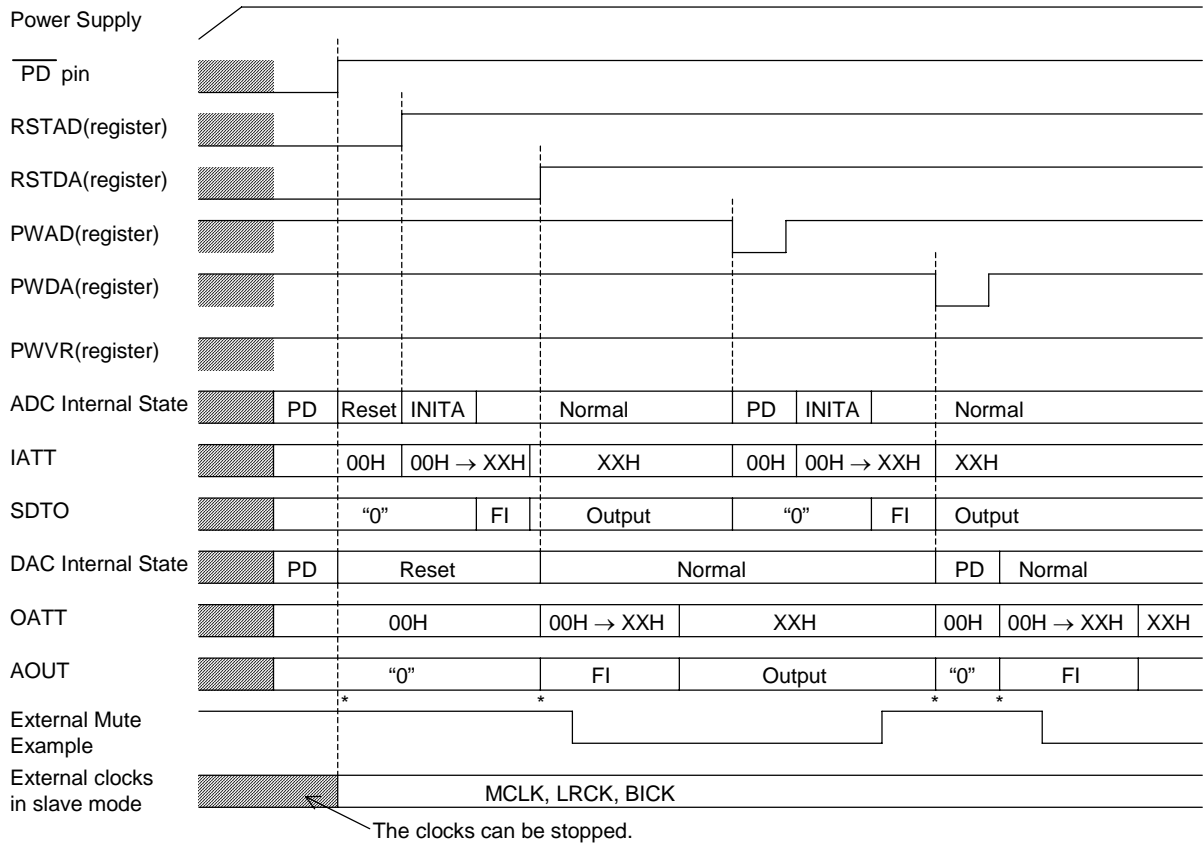 Power Supply
PD pin
RSTAD(register)
RSTDA(register)
PWAD(register)
PWDA(register)
PWVR(register)
ADC Internal State PD Reset INITA Normal PD INITA Normal
IATT 00H 00H → XXH XXH 00H 00H → XXH XXH
SDTO “0” FI Output “0” FI Output
DAC Internal State PD Reset Normal PD Normal
OATT 00H 00H → XXH XXH 00H 00H → XXH XXH
AOUT “0” FI Output “0” FI
* * * *
External Mute
Example
External clocks
in slave mode
MCLK, LRCK, BICK
The clocks can be stopped.